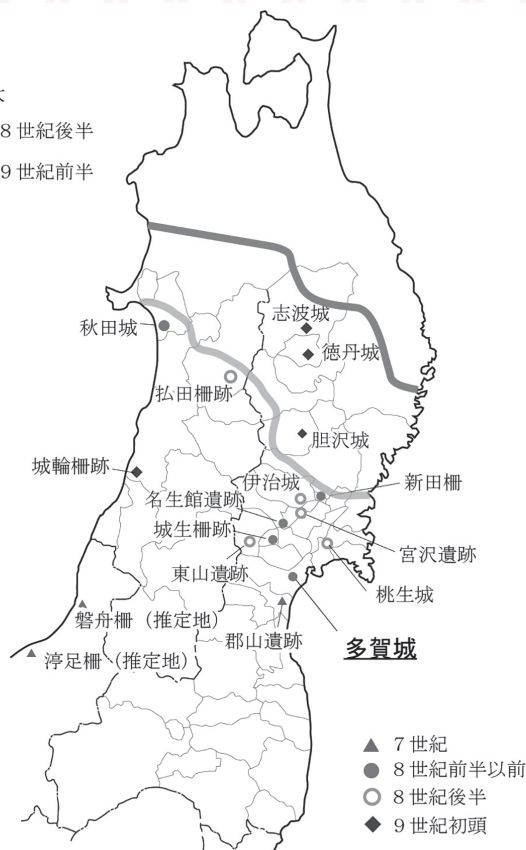 8世紀後半
9世紀前半
志波城
秋田城
徳丹城
払田柵跡
胆沢城
城輪柵跡
伊治城
新田柵
名生館遺跡
城生柵跡
宮沢遺跡
東山遺跡
桃生城
磐舟柵(推定地)
郡山遺跡
多賀城
渟足柵(推定地)
7世紀
8世紀前半以前
8世紀後半
9世紀初頭